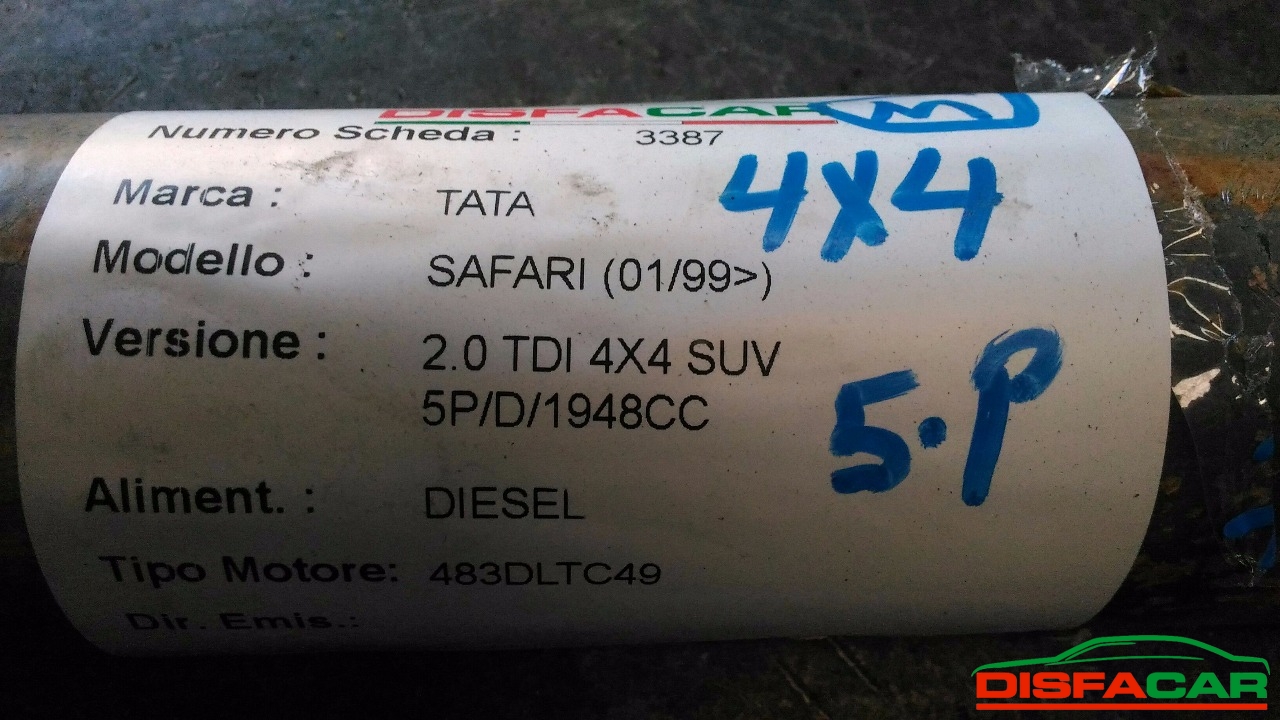 DISFACAR M
Numero Scheda : 3387
4X4
Marca : TATA
Modello : SAFARI (01/99>)
Versione : 2.0 TDI 4X4 SUV
5P/D/1948CC
5.P
Aliment. : DIESEL
Tipo Motore: 483DLTC49
Dir. Emis.:
DISFACAR